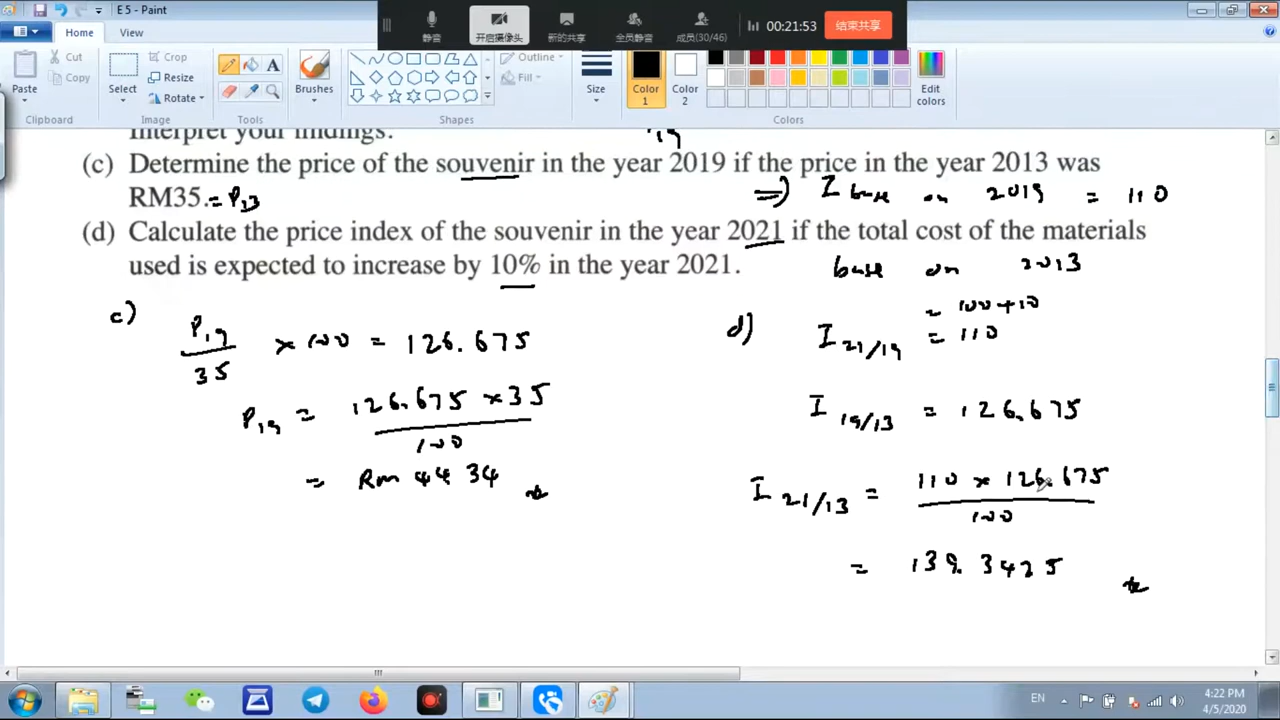 E 5 - Paint
静音
开启摄像头
新的共享
全员静音
成员(30/46)
00:21:53
结束共享
Home
View
Paste
Cut
Copy
Select
Crop
Resize
Rotate
A
Brushes
Outline
Fill
Size
Color 1
Color 2
Edit colors
Clipboard
Image
Tools
Shapes
Colors
Interpret your findings.
P19
(c) Determine the price of the souvenir in the year 2019 if the price in the year 2013 was
RM35. = P13
=> I base on 2019 = 110
(d) Calculate the price index of the souvenir in the year 2021 if the total cost of the materials
used is expected to increase by 10% in the year 2021.
base on 2013
c)
P19/35 × 100 = 126.675
P19 = 126.675 × 35 / 100
= Rm 44 34
d)
= 100 + 10
I 21/19 = 110
I 19/13 = 126.675
I 21/13 = 110 × 126.675 / 100
= 139.3425
EN
4:22 PM
4/5/2020